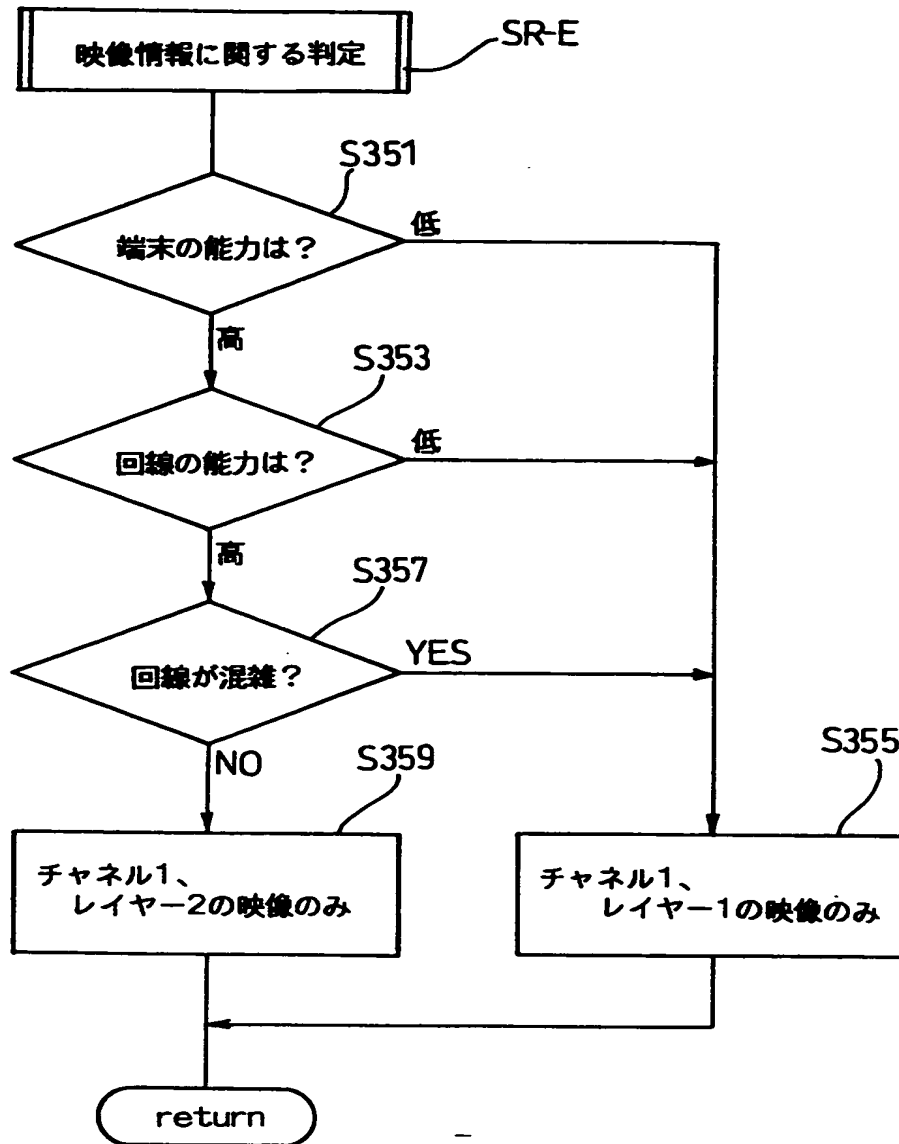 映像情報に関する判定
SR-E
S351
端末の能力は?
低
高
S353
回線の能力は?
低
高
S357
回線が混雑?
YES
NO
S359
チャネル1、
レイヤー2の映像のみ
S355
チャネル1、
レイヤー1の映像のみ
return